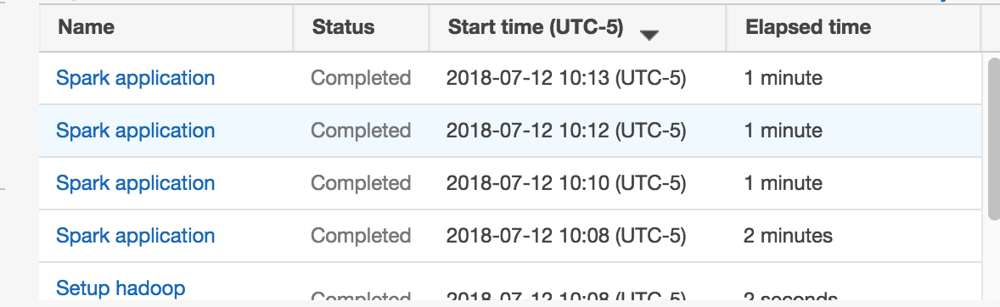 Name Status Start time (UTC-5) Elapsed time
Spark application Completed 2018-07-12 10:13 (UTC-5) 1 minute
Spark application Completed 2018-07-12 10:12 (UTC-5) 1 minute
Spark application Completed 2018-07-12 10:10 (UTC-5) 1 minute
Spark application Completed 2018-07-12 10:08 (UTC-5) 2 minutes
Setup hadoop Completed 2018-07-12 10:08 (UTC-5) 2 seconds